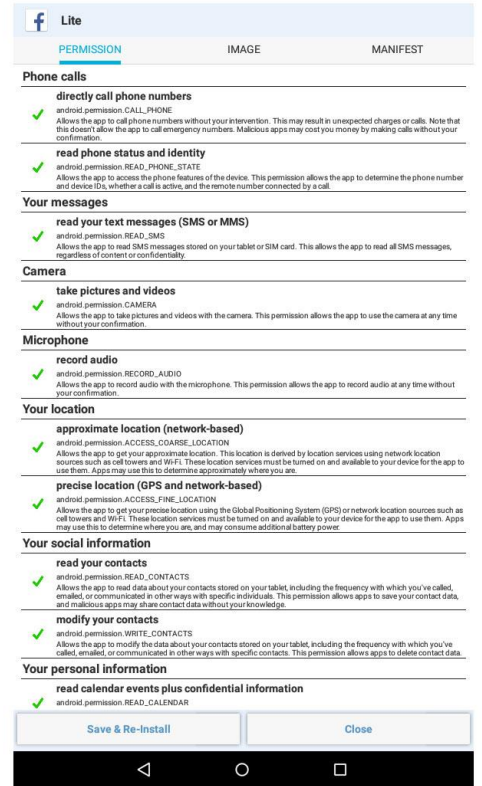 f Lite
PERMISSION IMAGE MANIFEST
Phone calls
directly call phone numbers
android.permission.CALL_PHONE
Allows the app to call phone numbers without your intervention. This may result in unexpected charges or calls. Note that
this doesn't allow the app to call emergency numbers. Malicious apps may cost you money by making calls without your
confirmation.
read phone status and identity
android.permission.READ_PHONE_STATE
Allows the app to access the phone features of the device. This permission allows the app to determine the phone number
and device IDs, whether a call is active, and the remote number connected by a call.
Your messages
read your text messages (SMS or MMS)
android.permission.READ_SMS
Allows the app to read SMS messages stored on your tablet or SIM card. This allows the app to read all SMS messages,
regardless of content or confidentiality.
Camera
take pictures and videos
android.permission.CAMERA
Allows the app to take pictures and videos with the camera. This permission allows the app to use the camera at any time
without your confirmation.
Microphone
record audio
android.permission.RECORD_AUDIO
Allows the app to record audio with the microphone. This permission allows the app to record audio at any time without
your confirmation.
Your location
approximate location (network-based)
android.permission.ACCESS_COARSE_LOCATION
Allows the app to get your approximate location. This location is derived by location services using network location
sources such as cell towers and Wi-Fi. These location services must be turned on and available to your device for the app to
use them. Apps may use this to determine approximately where you are.
precise location (GPS and network-based)
android.permission.ACCESS_FINE_LOCATION
Allows the app to get your precise location using the Global Positioning System (GPS) or network location sources such as
cell towers and Wi-Fi. These location services must be turned on and available to your device for the app to use them. Apps
may use this to determine where you are, and may consume additional battery power.
Your social information
read your contacts
android.permission.READ_CONTACTS
Allows the app to read data about your contacts stored on your tablet, including the frequency with which you've called,
emailed, or communicated in other ways with specific individuals. This permission allows apps to save your contact data,
and malicious apps may share contact data without your knowledge.
modify your contacts
android.permission.WRITE_CONTACTS
Allows the app to modify the data about your contacts stored on your tablet, including the frequency with which you've
called, emailed, or communicated in other ways with specific contacts. This permission allows apps to delete contact data.
Your personal information
read calendar events plus confidential information
android.permission.READ_CALENDAR
Save & Re-Install Close